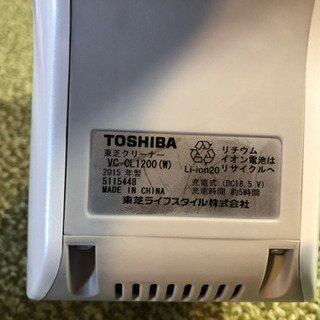 TOSHIBA
東芝クリーナー
VC-CL1200(W)
2015 年製
5115448
MADE IN CHINA
リチウム
イオン電池は
Li-ion20 リサイクルへ
充電式 (DC18.5 V)
充電時間 約5時間
東芝ライフスタイル株式会社